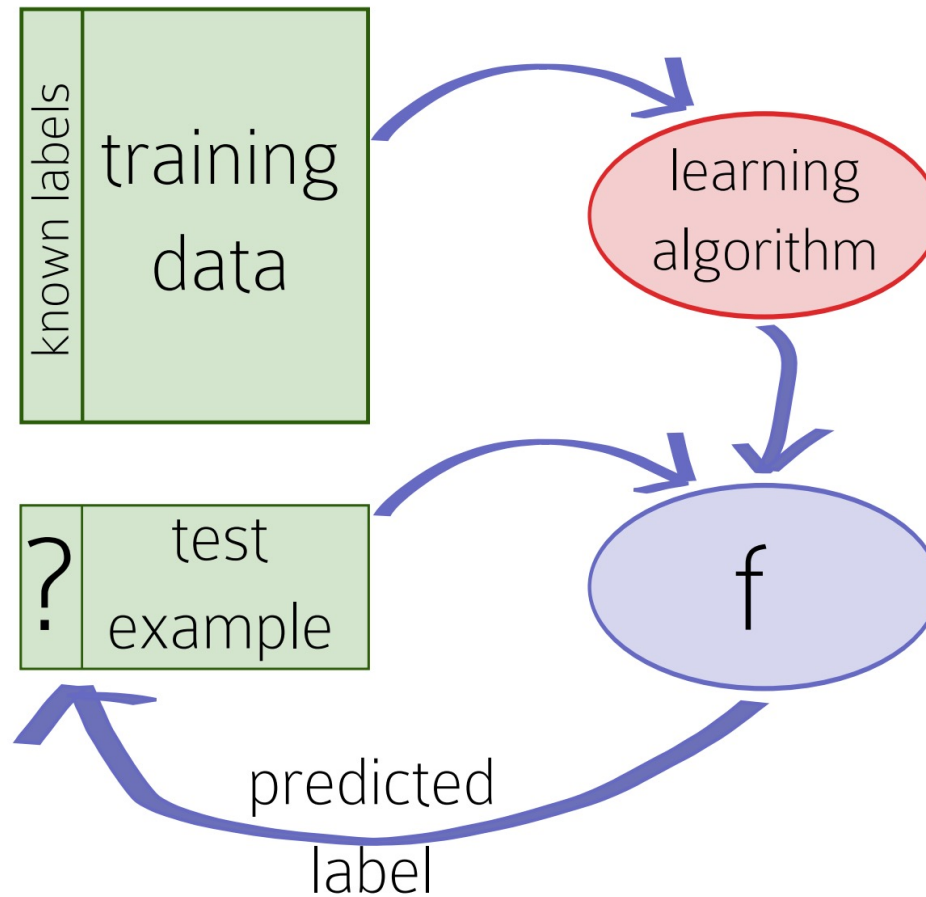 known labels
training
data
learning
algorithm
?
test
example
f
predicted
label